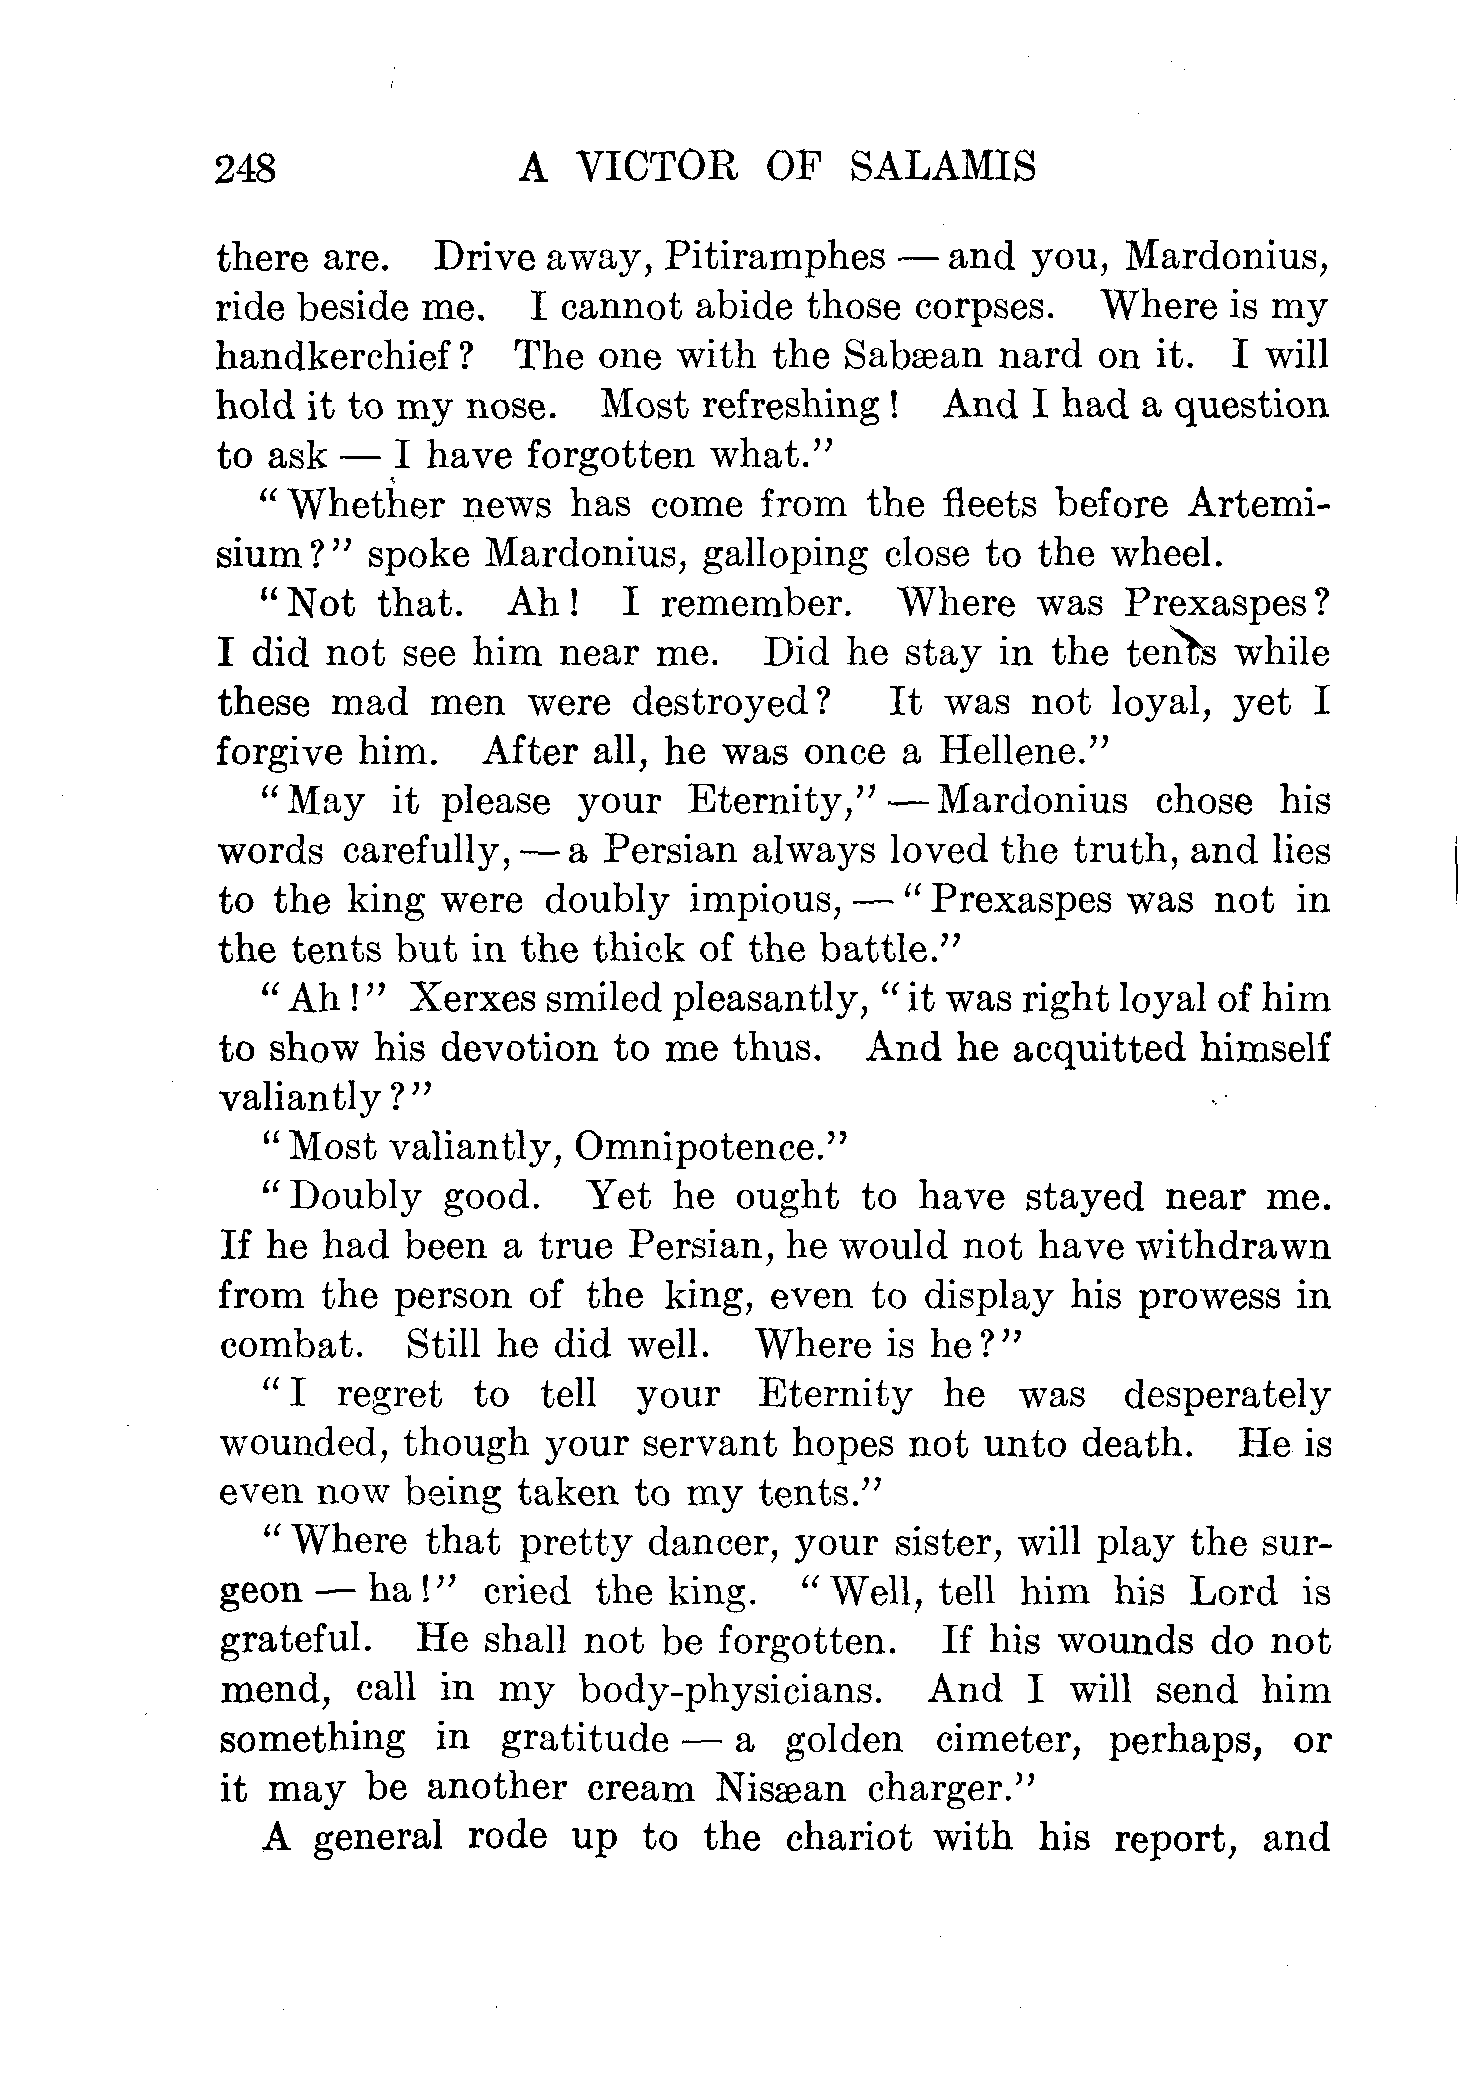 248 A VICTOR OF SALAMIS
there are. Drive away, Pitiramphes — and you, Mardonius,
ride beside me. I cannot abide those corpses. Where is my
handkerchief? The one with the Sabæan nard on it. I will
hold it to my nose. Most refreshing! And I had a question
to ask — I have forgotten what.”
“Whether news has come from the fleets before Artemi-
sium?” spoke Mardonius, galloping close to the wheel.
“Not that. Ah! I remember. Where was Prexaspes?
I did not see him near me. Did he stay in the tents while
these mad men were destroyed? It was not loyal, yet I
forgive him. After all, he was once a Hellene.”
“May it please your Eternity,” — Mardonius chose his
words carefully, — a Persian always loved the truth, and lies
to the king were doubly impious, — “Prexaspes was not in
the tents but in the thick of the battle.”
“Ah!” Xerxes smiled pleasantly, “it was right loyal of him
to show his devotion to me thus. And he acquitted himself
valiantly?”
“Most valiantly, Omnipotence.”
“Doubly good. Yet he ought to have stayed near me.
If he had been a true Persian, he would not have withdrawn
from the person of the king, even to display his prowess in
combat. Still he did well. Where is he?”
“I regret to tell your Eternity he was desperately
wounded, though your servant hopes not unto death. He is
even now being taken to my tents.”
“Where that pretty dancer, your sister, will play the sur-
geon — ha!” cried the king. “Well, tell him his Lord is
grateful. He shall not be forgotten. If his wounds do not
mend, call in my body-physicians. And I will send him
something in gratitude — a golden cimeter, perhaps, or
it may be another cream Nisæan charger.”
A general rode up to the chariot with his report, and